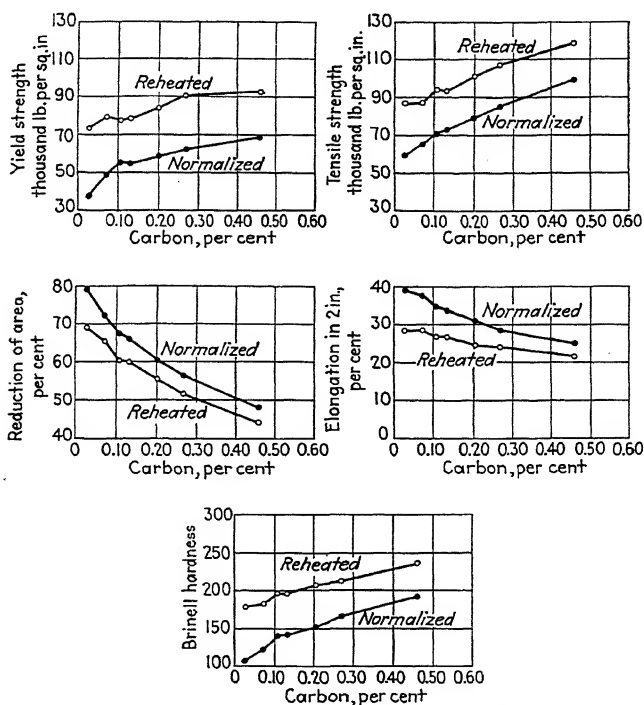 Yield strength
thousand lb. per sq. in
130
110
90
70
50
30
Reheated
Normalized
0 0.10 0.20 0.30 0.40 0.50 0.60
Carbon, per cent
Tensile strength
thousand lb. per sq. in.
130
110
90
70
50
30
Reheated
Normalized
0 0.10 0.20 0.30 0.40 0.50 0.60
Carbon, per cent
Reduction of area,
per cent
80
70
60
50
40
Normalized
Reheated
0 0.10 0.20 0.30 0.40 0.50 0.60
Carbon, per cent
Elongation in 2 in.,
per cent
40
30
20
10
0
Normalized
Reheated
0 0.10 0.20 0.30 0.40 0.50 0.60
Carbon, per cent
Brinell hardness
300
250
200
150
100
Reheated
Normalized
0 0.10 0.20 0.30 0.40 0.50 0.60
Carbon, per cent